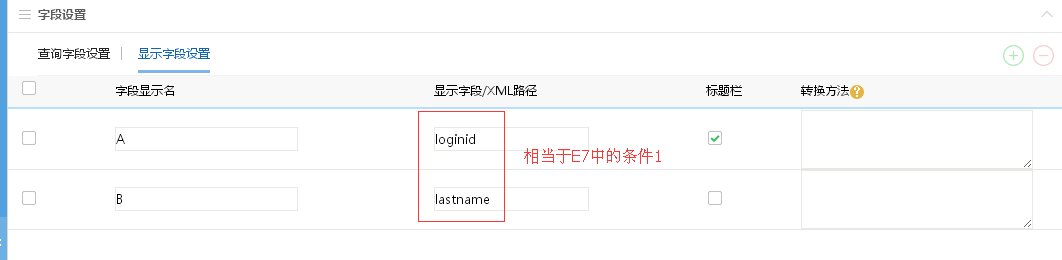 字段设置
查询字段设置 | 显示字段设置
字段显示名 显示字段/XML路径 标题栏 转换方法?
A loginid
相当于E7中的条件1
B lastname